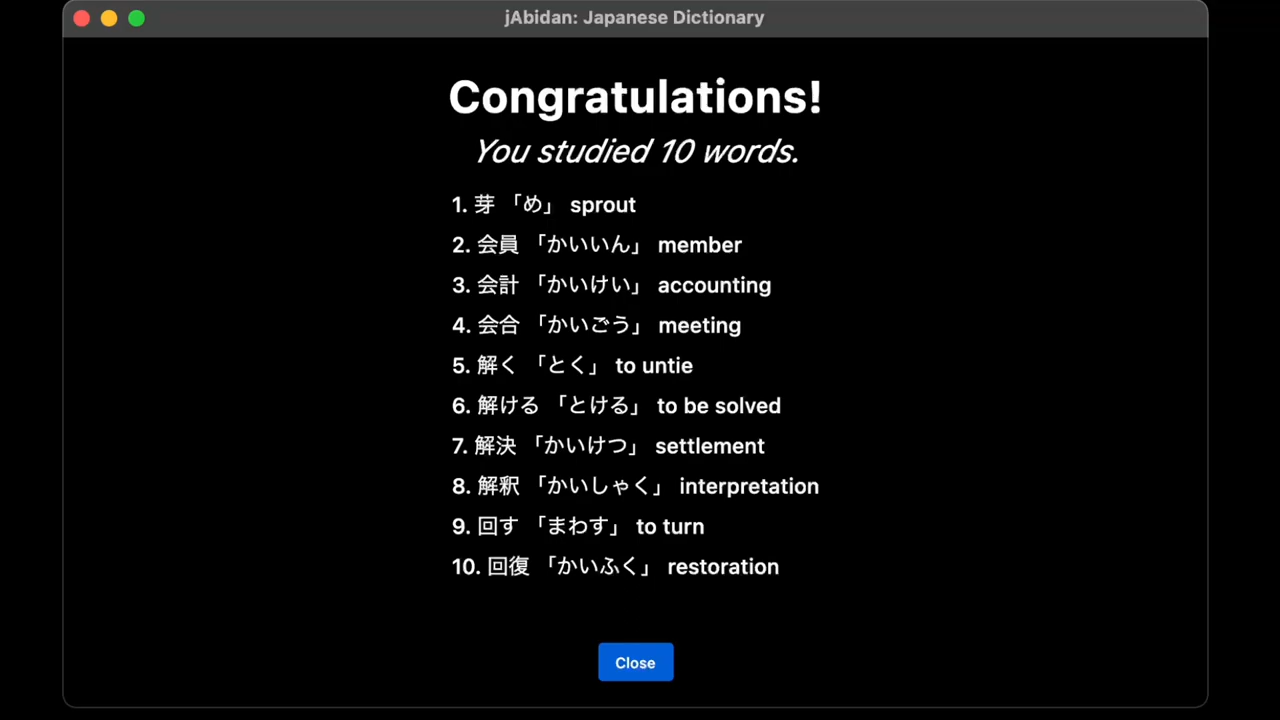 jAbidan: Japanese Dictionary
Congratulations!
You studied 10 words.
1. 芽 「め」 sprout
2. 会員 「かいいん」 member
3. 会計 「かいけい」 accounting
4. 会合 「かいごう」 meeting
5. 解く 「とく」 to untie
6. 解ける 「とける」 to be solved
7. 解決 「かいけつ」 settlement
8. 解釈 「かいしゃく」 interpretation
9. 回す 「まわす」 to turn
10. 回復 「かいふく」 restoration
Close